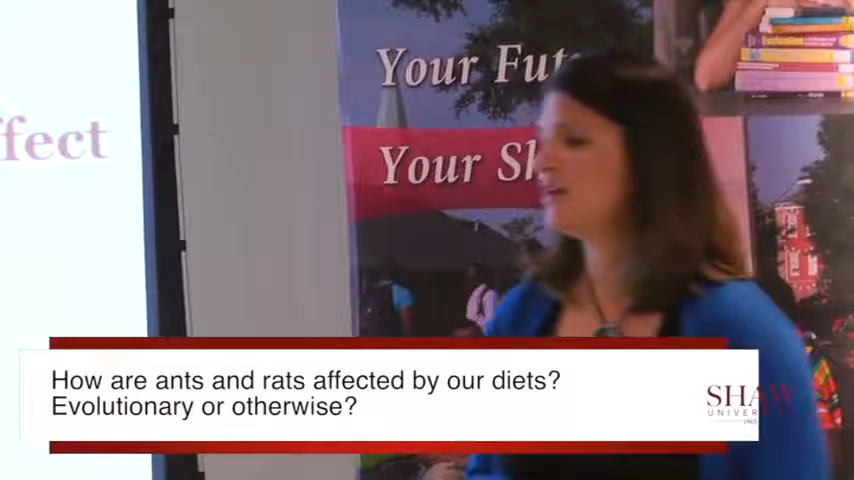 ffect
Your Fut
Your Sh
Evolution
How are ants and rats affected by our diets?
Evolutionary or otherwise?
SHAW
UNIVER